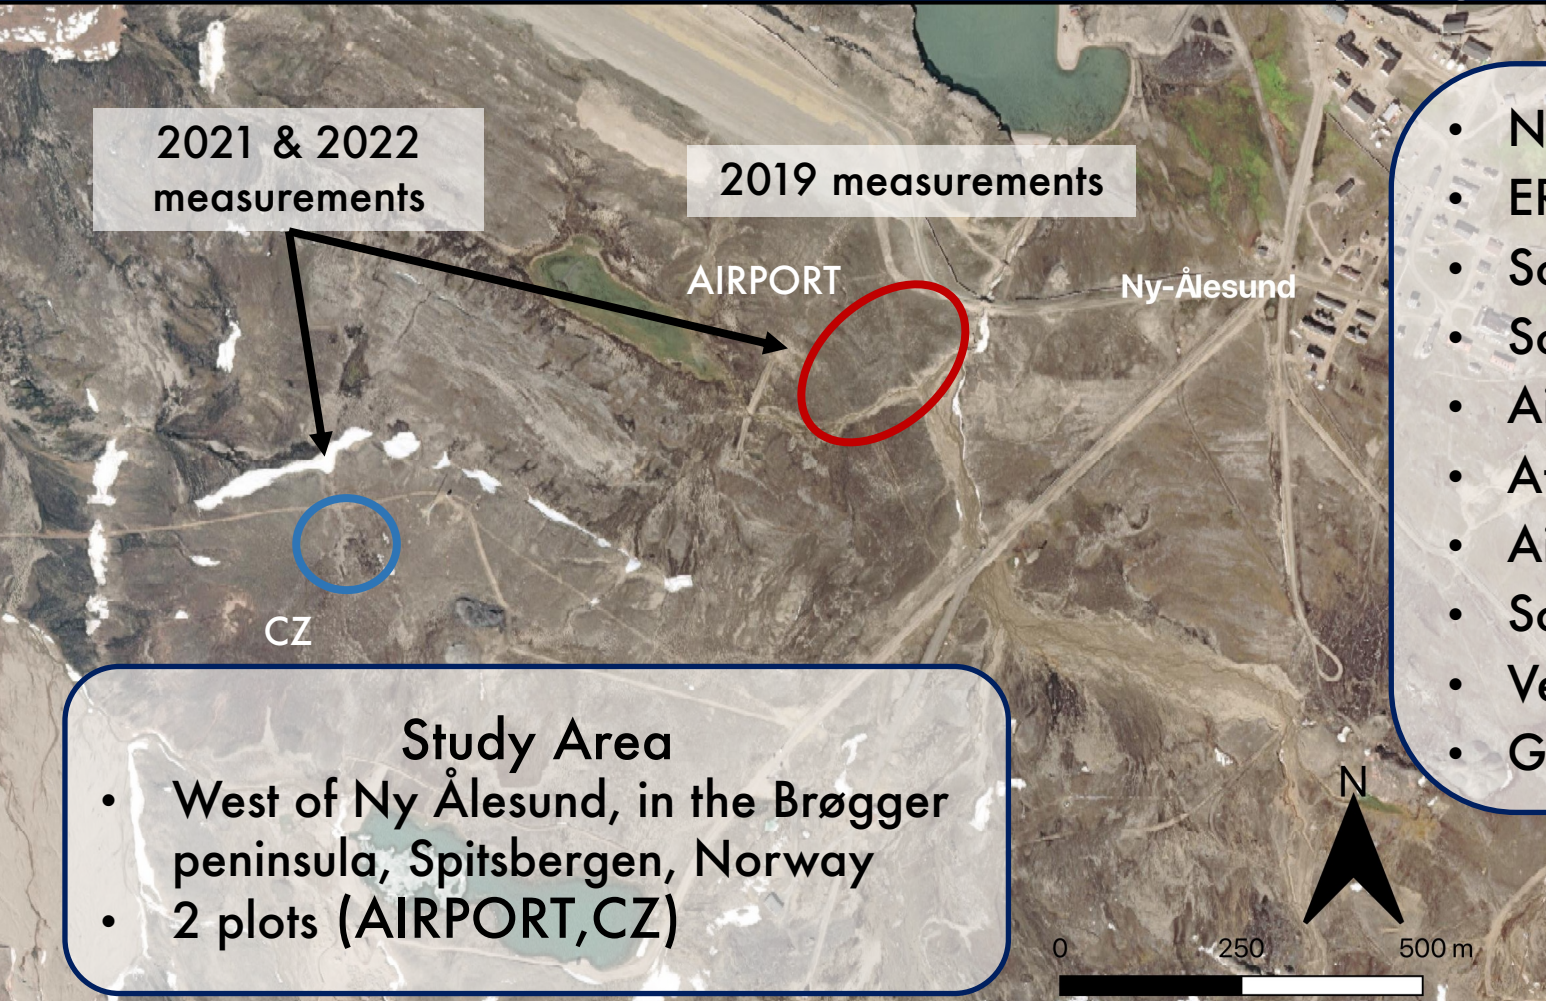 2021 & 2022
measurements
2019 measurements
AIRPORT
Ny-Ålesund
CZ
Study Area
• West of Ny Ålesund, in the Brøgger
peninsula, Spitsbergen, Norway
• 2 plots (AIRPORT,CZ)
•
•
•
•
•
•
•
•
•
•
N
0 250 500 m